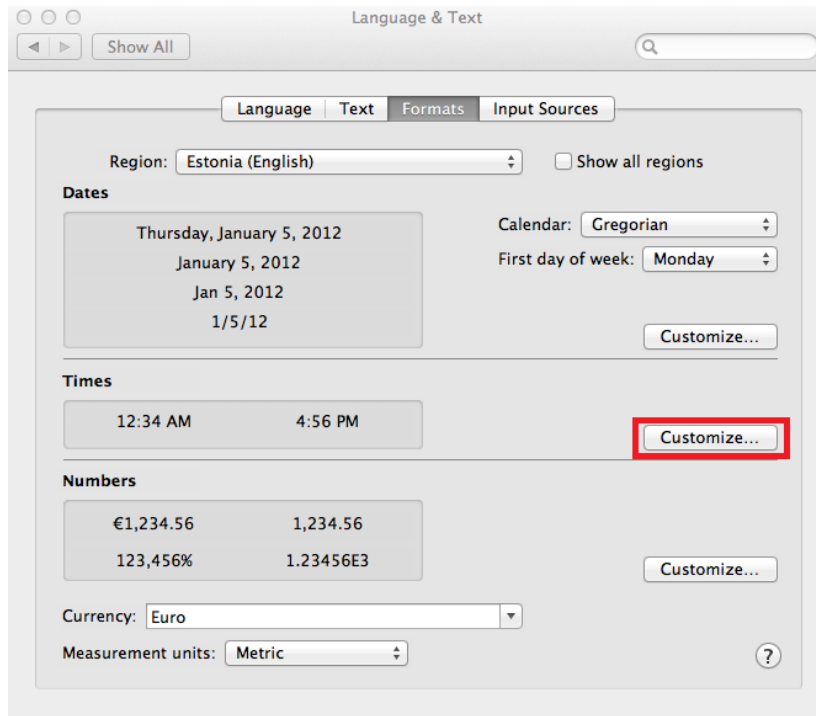 Language & Text
Show All
Language Text Formats Input Sources
Region: Estonia (English) Show all regions
Dates
Thursday, January 5, 2012
January 5, 2012
Jan 5, 2012
1/5/12
Calendar: Gregorian
First day of week: Monday
Customize...
Times
12:34 AM 4:56 PM
Customize...
Numbers
€1,234.56 1,234.56
123,456% 1.23456E3
Customize...
Currency: Euro
Measurement units: Metric
?